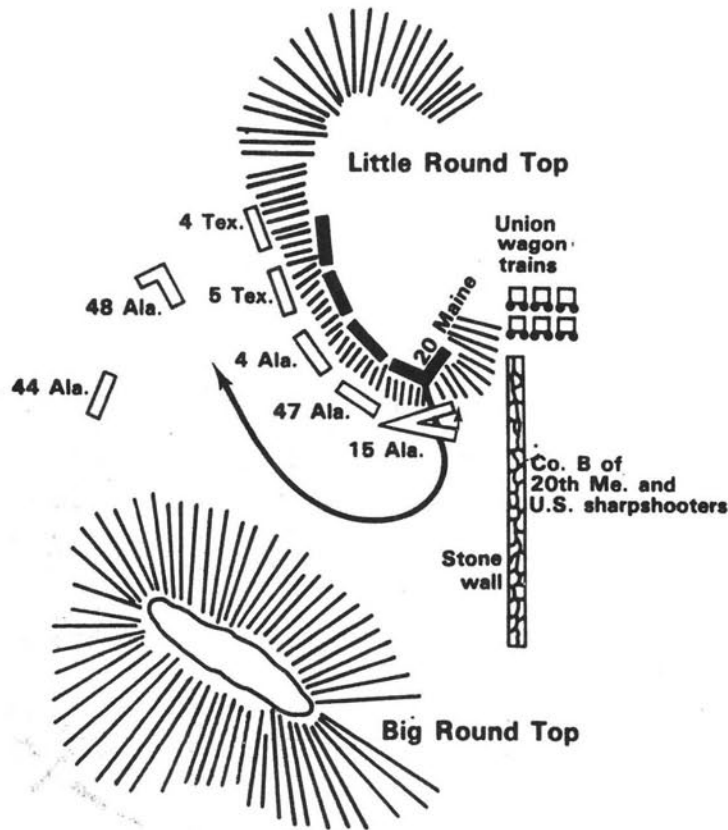 Little Round Top
4 Tex.
Union
wagon
trains
48 Ala.
5 Tex.
20 Maine
4 Ala.
44 Ala.
47 Ala.
15 Ala.
Co. B of
20th Me. and
U.S. sharpshooters
Stone
wall
Big Round Top